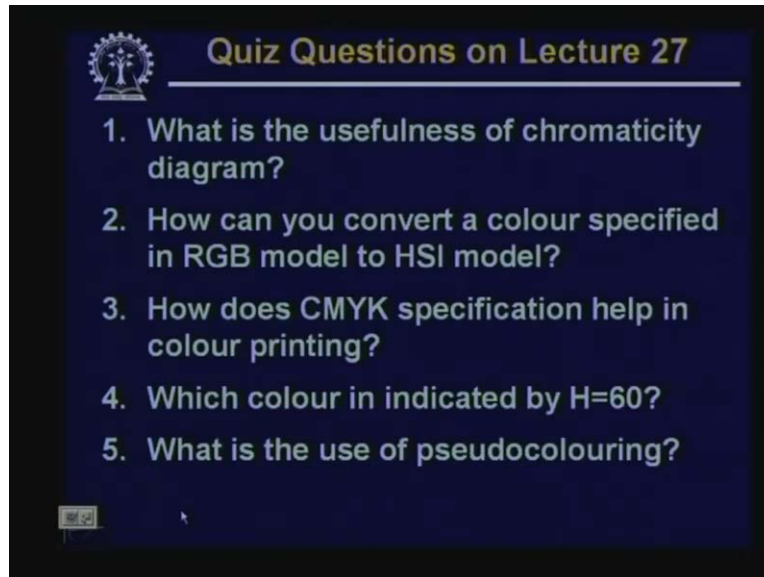 Quiz Questions on Lecture 27
1. What is the usefulness of chromaticity
diagram?
2. How can you convert a colour specified
in RGB model to HSI model?
3. How does CMYK specification help in
colour printing?
4. Which colour in indicated by H=60?
5. What is the use of pseudocolouring?